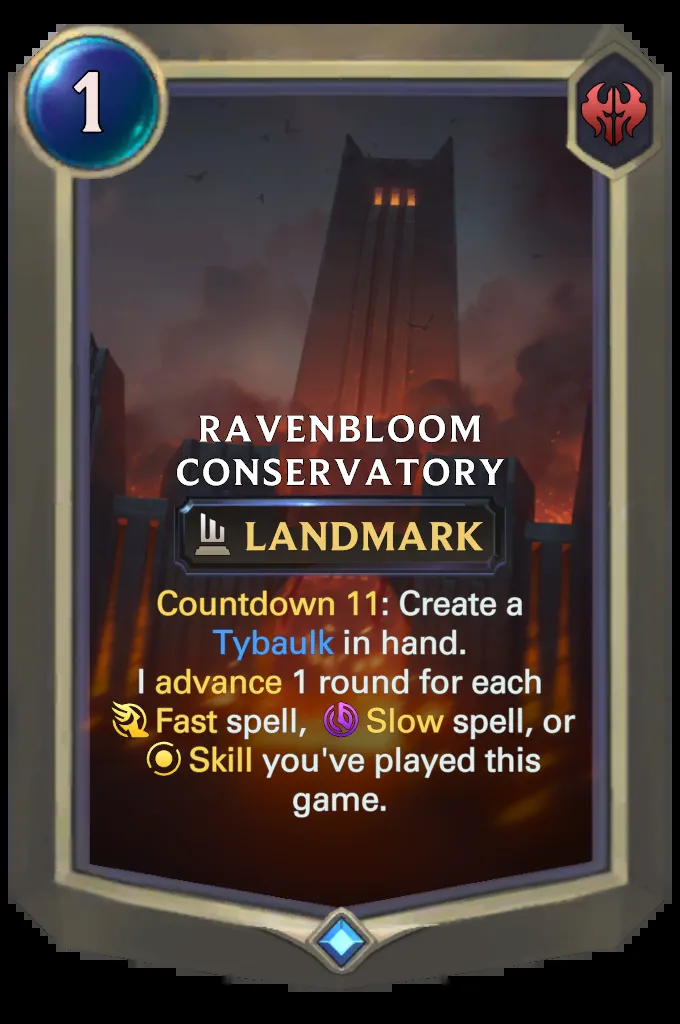 1
RAVENBLOOM
CONSERVATORY
LANDMARK
Countdown 11: Create a
Tybaulk in hand.
I advance 1 round for each
Fast spell, Slow spell, or
Skill you've played this
game.